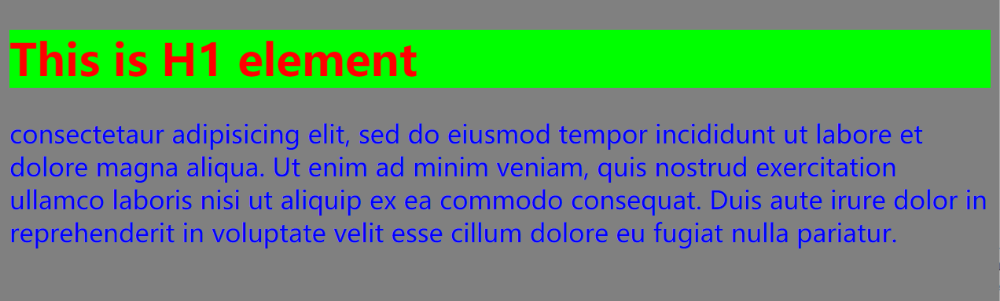 This is H1 element
consectetaur adipisicing elit, sed do eiusmod tempor incididunt ut labore et
dolore magna aliqua. Ut enim ad minim veniam, quis nostrud exercitation
ullamco laboris nisi ut aliquip ex ea commodo consequat. Duis aute irure dolor in
reprehenderit in voluptate velit esse cillum dolore eu fugiat nulla pariatur.